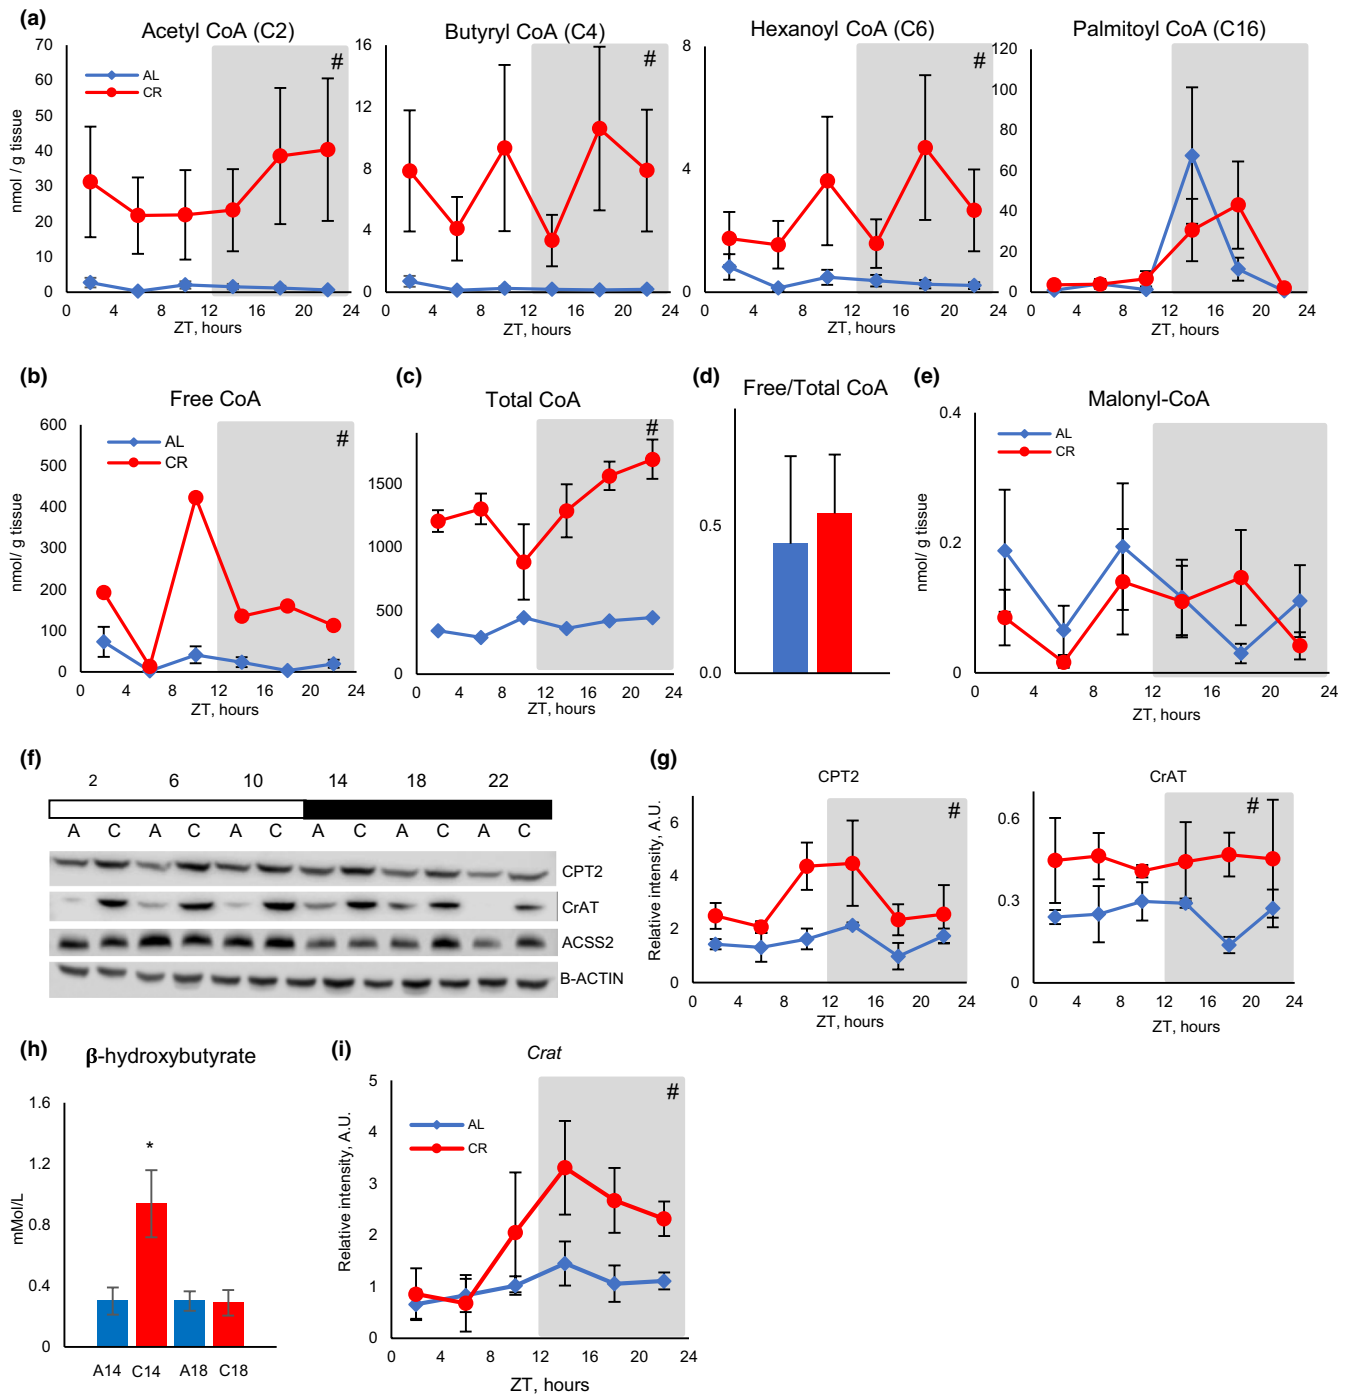 (a)
Acetyl CoA (C2)
Butyryl CoA (C4)
Hexanoyl CoA (C6)
Palmitoyl CoA (C16)
nmol / g tissue
70
60
50
40
30
20
10
0
AL
CR
#
0 4 8 12 16 20 24
ZT, hours
16
12
8
4
0
#
0 4 8 12 16 20 24
ZT, hours
8
4
0
#
0 4 8 12 16 20 24
ZT, hours
120
100
80
60
40
20
0
0 4 8 12 16 20 24
ZT, hours
(b)
Free CoA
nmol/ g tissue
600
500
400
300
200
100
0
AL
CR
#
0 4 8 12 16 20 24
ZT, hours
(c)
Total CoA
1500
1000
500
0
#
0 4 8 12 16 20 24
ZT, hours
(d)
Free/Total CoA
0.5
0.0
(e)
Malonyl-CoA
nmol/ g tissue
0.4
0.2
0
AL
CR
0 4 8 12 16 20 24
ZT, hours
(f)
2 6 10 14 18 22
A C A C A C A C A C A C
CPT2
CrAT
ACSS2
B-ACTIN
(g)
CPT2
Relative intensity, A.U.
6
4
2
0
#
0 4 8 12 16 20 24
ZT, hours
CrAT
0.6
0.3
0
#
0 4 8 12 16 20 24
ZT, hours
(h)
β-hydroxybutyrate
mMol/L
1.6
1.2
0.8
0.4
0
*
A14 C14 A18 C18
(i)
Crat
Relative intensity, A.U.
5
4
3
2
1
0
AL
CR
#
0 4 8 12 16 20 24
ZT, hours